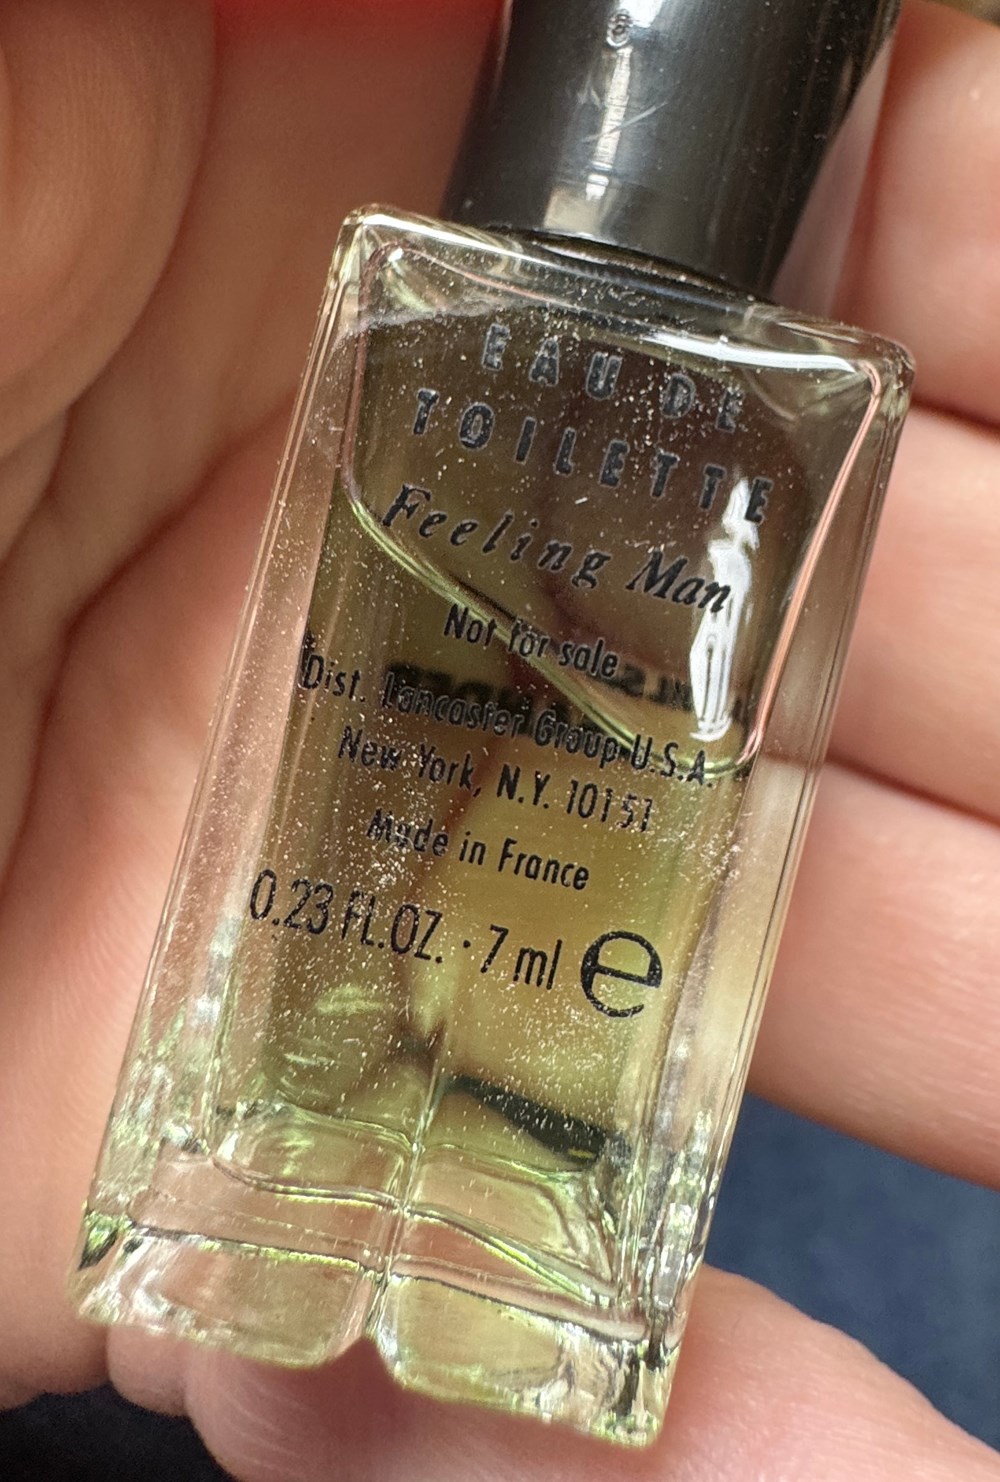 EAU DE
TOILETTE
Feeling Man
Not for sale
Dist. Lancaster Group U.S.A.
New York, N.Y. 10151
Made in France
0.23 FL.OZ. · 7 ml ℮